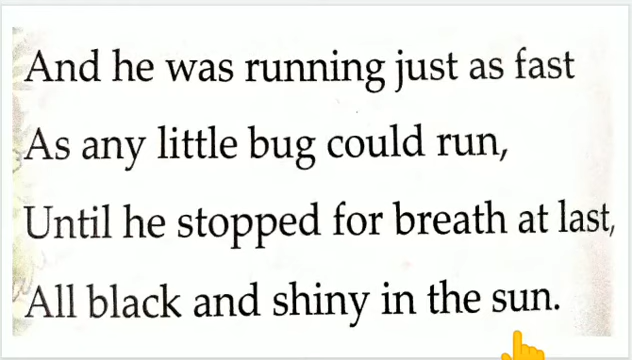 And he was running just as fast
As any little bug could run,
Until he stopped for breath at last,
All black and shiny in the sun.